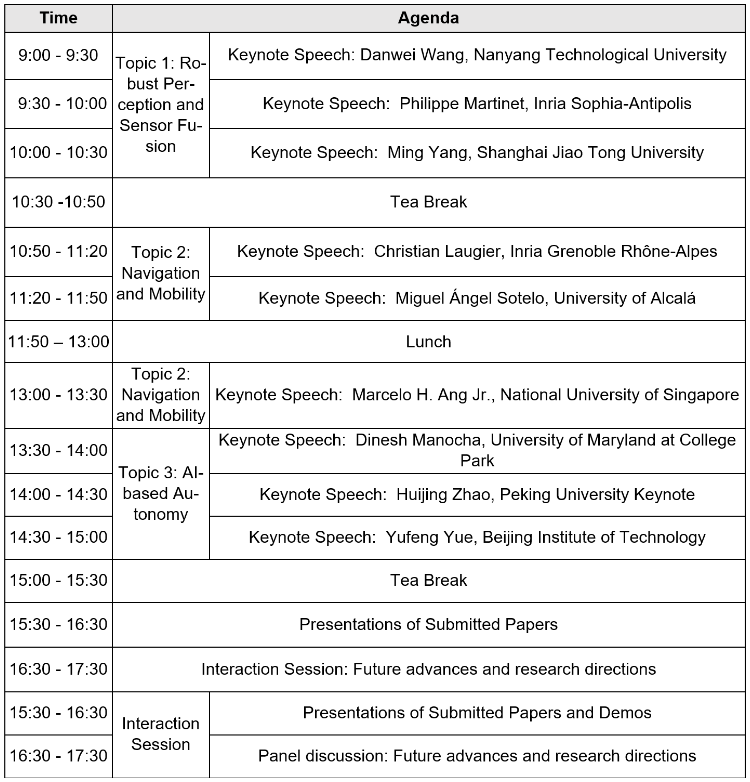 Time Agenda
9:00 - 9:30
Topic 1: Ro-
bust Per-
ception and
Sensor Fu-
sion
Keynote Speech: Danwei Wang, Nanyang Technological University
9:30 - 10:00
Keynote Speech: Philippe Martinet, Inria Sophia-Antipolis
10:00 - 10:30
Keynote Speech: Ming Yang, Shanghai Jiao Tong University
10:30 -10:50
Tea Break
10:50 - 11:20
Topic 2:
Navigation
and Mobility
Keynote Speech: Christian Laugier, Inria Grenoble Rhône-Alpes
11:20 - 11:50
Keynote Speech: Miguel Ángel Sotelo, University of Alcalá
11:50 – 13:00
Lunch
13:00 - 13:30
Topic 2:
Navigation
and Mobility
Keynote Speech: Marcelo H. Ang Jr., National University of Singapore
13:30 - 14:00
Topic 3: AI-
based Au-
tonomy
Keynote Speech: Dinesh Manocha, University of Maryland at College
Park
14:00 - 14:30
Keynote Speech: Huijing Zhao, Peking University Keynote
14:30 - 15:00
Keynote Speech: Yufeng Yue, Beijing Institute of Technology
15:00 - 15:30
Tea Break
15:30 - 16:30
Presentations of Submitted Papers
16:30 - 17:30
Interaction Session: Future advances and research directions
15:30 - 16:30
Interaction
Session
Presentations of Submitted Papers and Demos
16:30 - 17:30
Panel discussion: Future advances and research directions